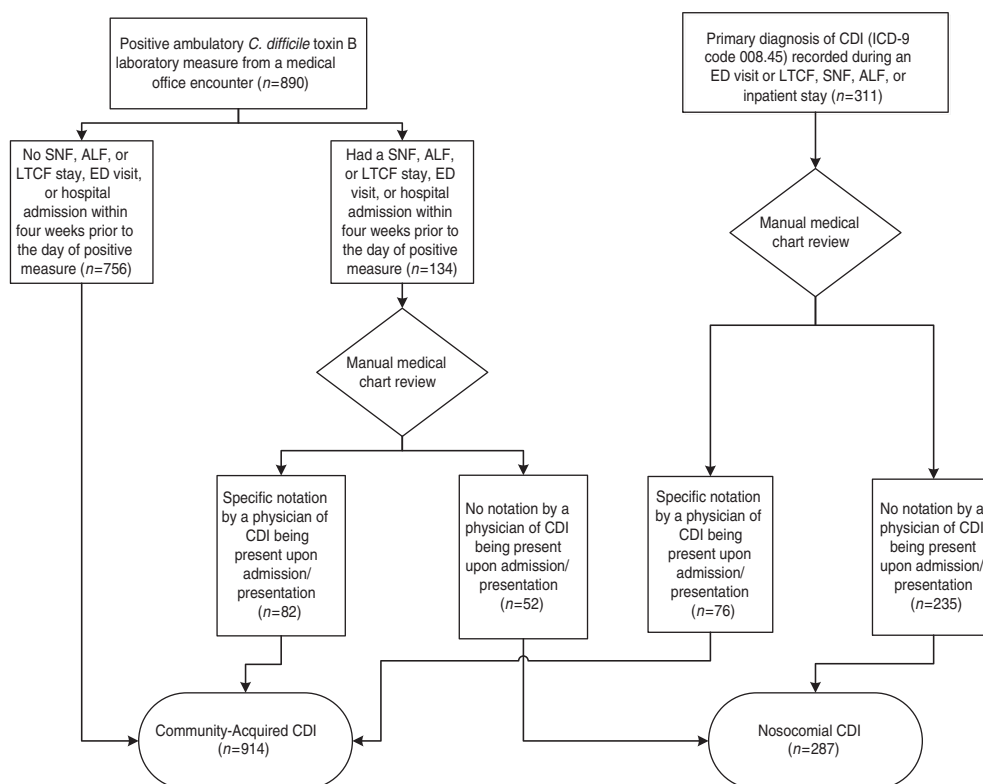 Positive ambulatory C. difficile toxin B
laboratory measure from a medical
office encounter (n=890)
Primary diagnosis of CDI (ICD-9
code 008.45) recorded during an
ED visit or LTCF, SNF, ALF, or
inpatient stay (n=311)
No SNF, ALF, or
LTCF stay, ED visit,
or hospital
admission within
four weeks prior to
the day of positive
measure (n=756)
Had a SNF, ALF,
or LTCF stay, ED
visit, or hospital
admission within
four weeks prior to
the day of positive
measure (n=134)
Manual medical
chart review
Manual medical
chart review
Specific notation
by a physician of
CDI being
present upon
admission/
presentation
(n=82)
No notation by a
physician of CDI
being present
upon admission/
presentation
(n=52)
Specific notation
by a physician of
CDI being
present upon
admission/
presentation
(n=76)
No notation by a
physician of CDI
being present
upon admission/
presentation
(n=235)
Community-Acquired CDI
(n=914)
Nosocomial CDI
(n=287)